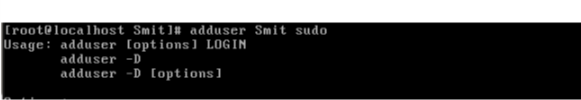 [root@localhost Smit]# adduser Smit sudo
Usage: adduser [options] LOGIN
       adduser -D
       adduser -D [options]